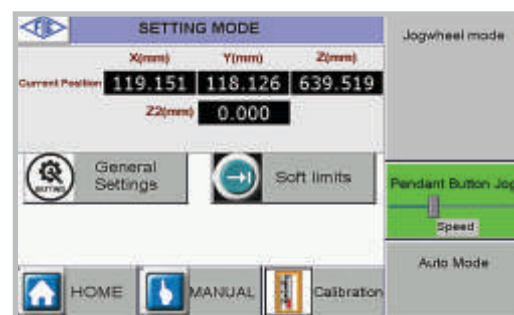 SETTING MODE
X(mm) Y(mm) Z(mm)
Current Position 119.151 118.126 639.519
Z2(mm) 0.000
General
Settings
Soft limits
HOME
MANUAL
Calibration
Jogwheel mode
Pendant Button Jog
Speed
Auto Mode